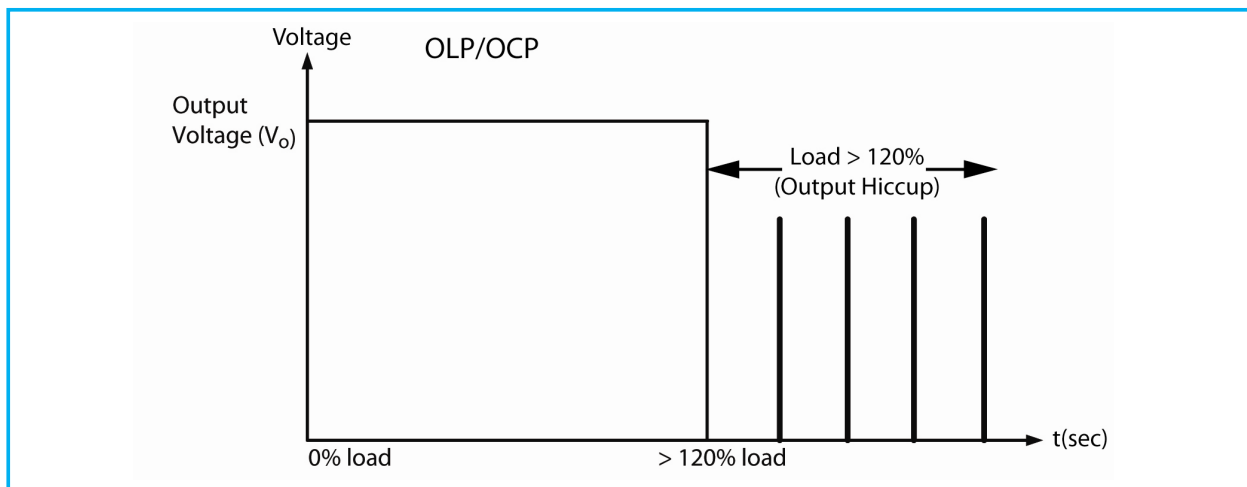 Voltage
OLP/OCP
Output
Voltage (Vo)
Load > 120%
(Output Hiccup)
t(sec)
0% load
> 120% load